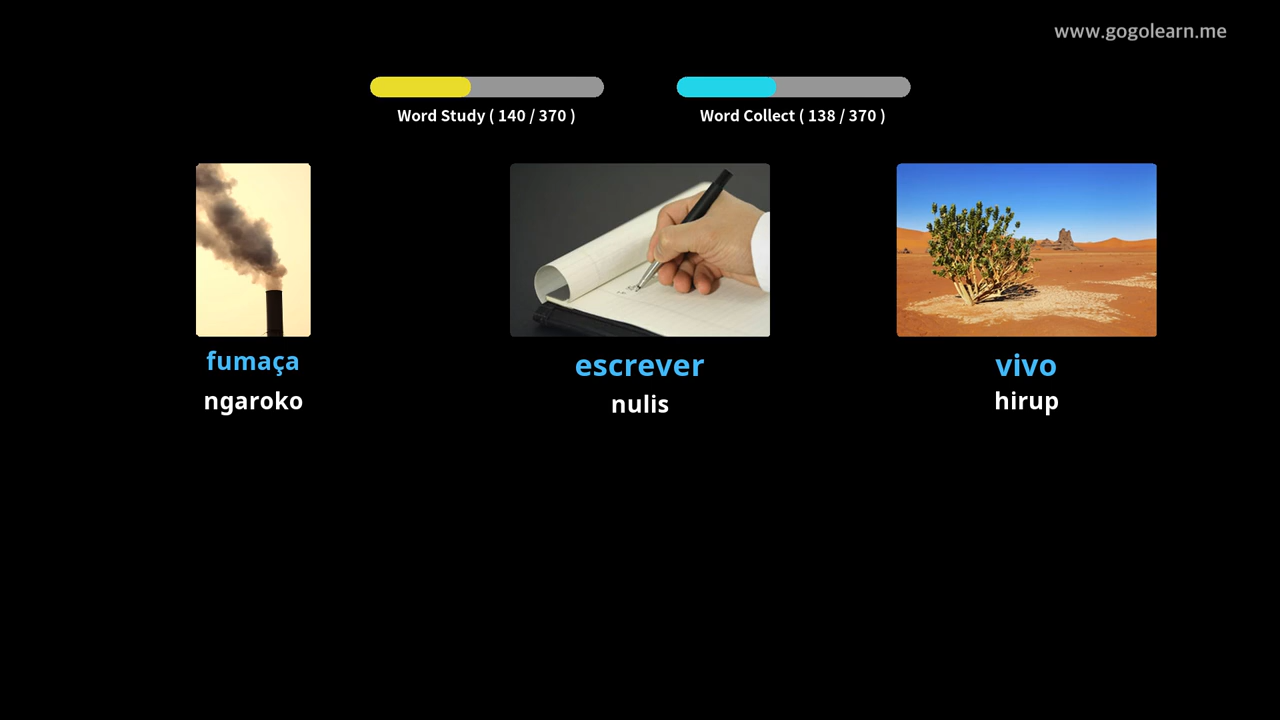 www.gogolearn.me
Word Study ( 140 / 370 )
Word Collect ( 138 / 370 )
fumaça
ngaroko
escrever
nulis
vivo
hirup